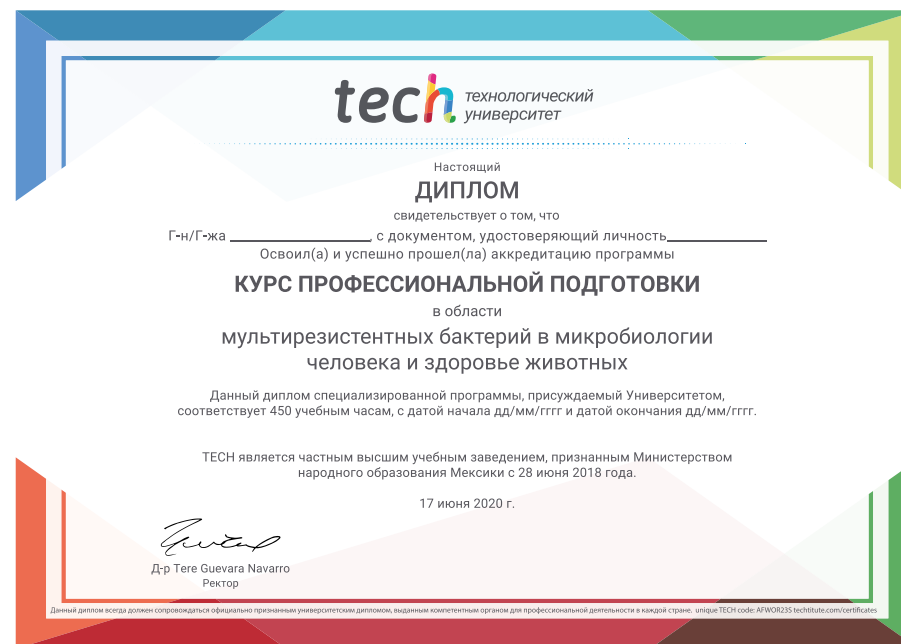 tech технологический
университет
Настоящий
ДИПЛОМ
свидетельствует о том, что
Г-н/Г-жа ____________________, с документом, удостоверяющий личность______________
Освоил(а) и успешно прошел(ла) аккредитацию программы
КУРС ПРОФЕССИОНАЛЬНОЙ ПОДГОТОВКИ
в области
мультирезистентных бактерий в микробиологии
человека и здоровье животных
Данный диплом специализированной программы, присуждаемый Университетом,
соответствует 450 учебным часам, с датой начала дд/мм/гггг и датой окончания дд/мм/гггг.
TECH является частным высшим учебным заведением, признанным Министерством
народного образования Мексики с 28 июня 2018 года.
17 июня 2020 г.
Д-р Tere Guevara Navarro
Ректор
Данный диплом всегда должен сопровождаться официально признанным университетским дипломом, выданным компетентным органом для профессиональной деятельности в каждой стране. unique TECH code: AFWOR23S techtitute.com/certificates